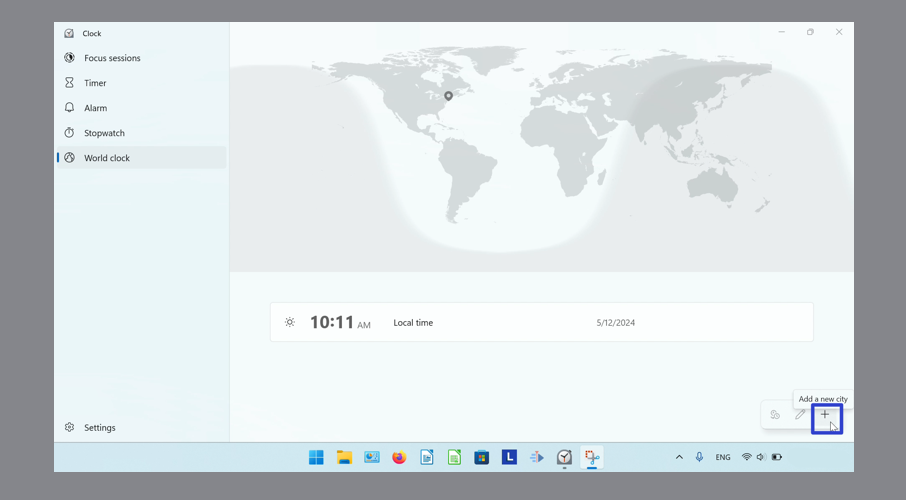 Clock
Focus sessions
Timer
Alarm
Stopwatch
World clock
10:11 AM Local time 5/12/2024
Add a new city
Settings
L
ENG